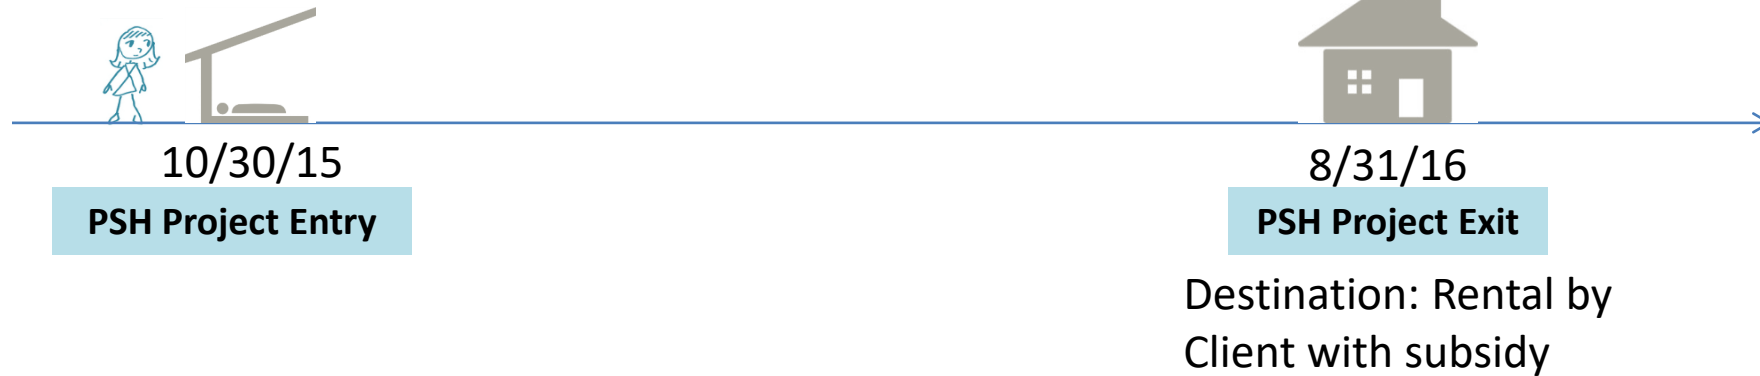 10/30/15
PSH Project Entry
8/31/16
PSH Project Exit
Destination: Rental by
Client with subsidy